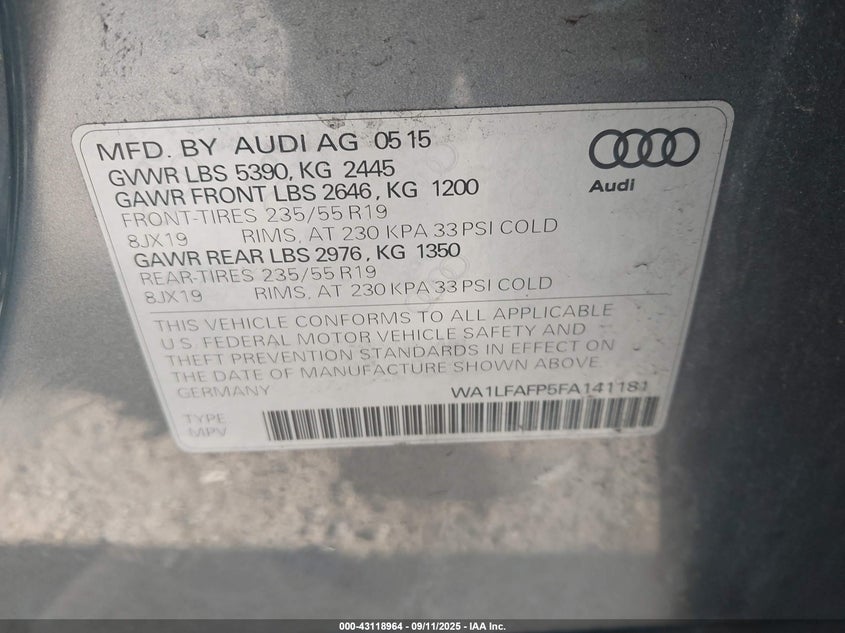 MFD. BY AUDI AG 05 15
GVWR LBS 5390, KG 2445
GAWR FRONT LBS 2646, KG 1200
FRONT-TIRES 235/55 R19
8JX19 RIMS, AT 230 KPA 33 PSI COLD
GAWR REAR LBS 2976, KG 1350
REAR-TIRES 235/55 R19
8JX19 RIMS, AT 230 KPA 33 PSI COLD
THIS VEHICLE CONFORMS TO ALL APPLICABLE
U.S. FEDERAL MOTOR VEHICLE SAFETY AND
THEFT PREVENTION STANDARDS IN EFFECT ON
THE DATE OF MANUFACTURE SHOWN ABOVE.
GERMANY WA1LFAFP5FA141181
TYPE
MPV
Audi
000-43118964 - 09/11/2025 - IAA Inc.